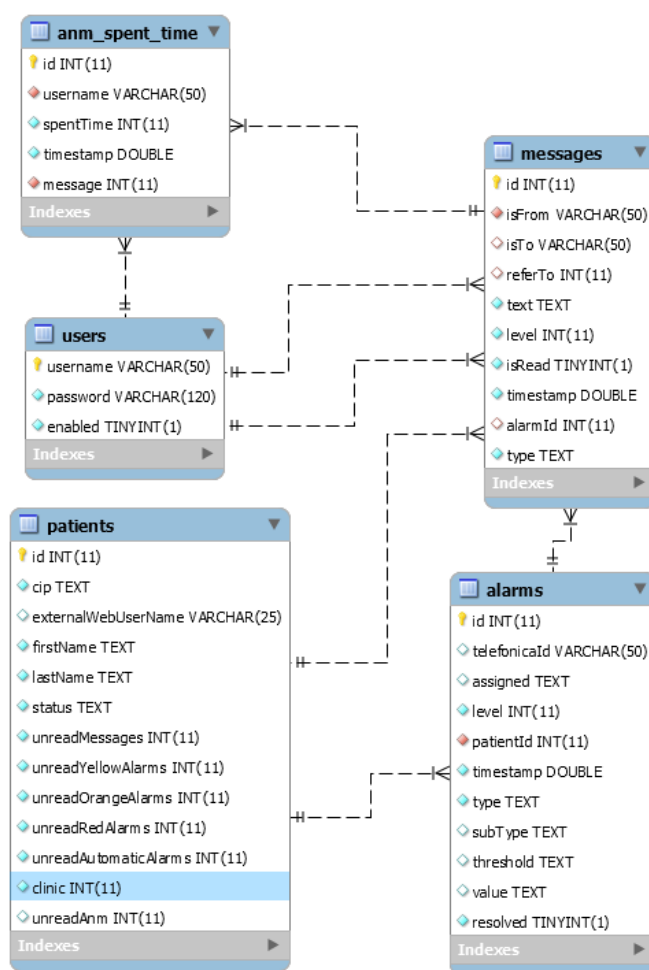 anm_spent_time
id INT(11)
username VARCHAR(50)
spentTime INT(11)
timestamp DOUBLE
message INT(11)
Indexes
users
username VARCHAR(50)
password VARCHAR(120)
enabled TINYINT(1)
Indexes
messages
id INT(11)
isFrom VARCHAR(50)
isTo VARCHAR(50)
referTo INT(11)
text TEXT
level INT(11)
isRead TINYINT(1)
timestamp DOUBLE
alarmId INT(11)
type TEXT
Indexes
patients
id INT(11)
cip TEXT
externalWebUserName VARCHAR(25)
firstName TEXT
lastName TEXT
status TEXT
unreadMessages INT(11)
unreadYellowAlarms INT(11)
unreadOrangeAlarms INT(11)
unreadRedAlarms INT(11)
unreadAutomaticAlarms INT(11)
clinic INT(11)
unreadAnm INT(11)
Indexes
alarms
id INT(11)
telefonicaId VARCHAR(50)
assigned TEXT
level INT(11)
patientId INT(11)
timestamp DOUBLE
type TEXT
subType TEXT
threshold TEXT
value TEXT
resolved TINYINT(1)
Indexes